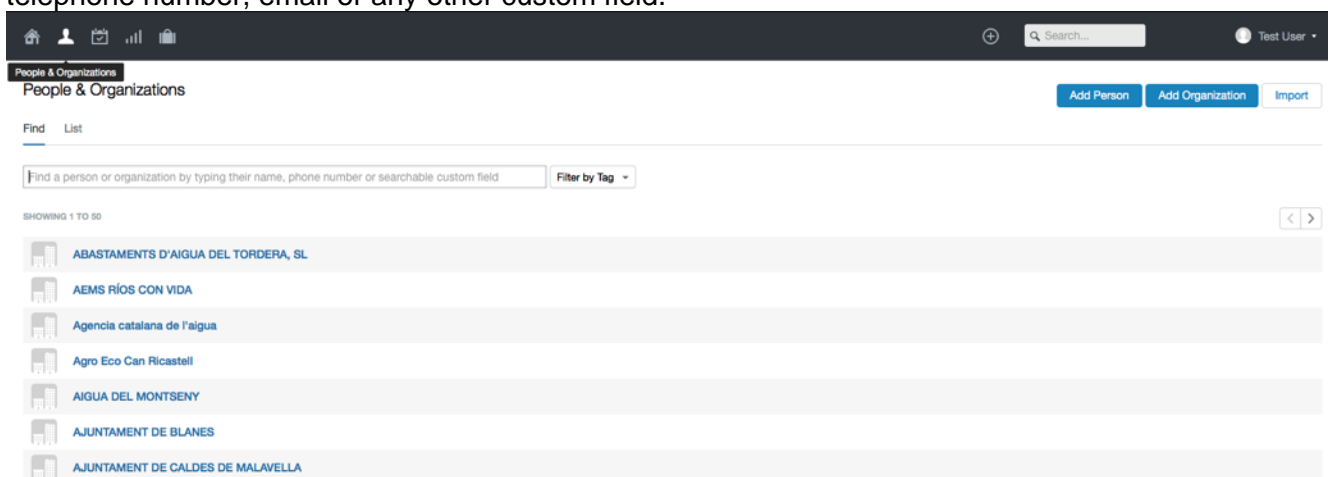 telephone number, email or any other custom field.
Search... Test User
People & Organizations
People & Organizations
Add Person Add Organization Import
Find List
Find a person or organization by typing their name, phone number or searchable custom field Filter by Tag
SHOWING 1 TO 50
ABASTAMENTS D'AIGUA DEL TORDERA, SL
AEMS RÍOS CON VIDA
Agencia catalana de l'aigua
Agro Eco Can Ricastell
AIGUA DEL MONTSENY
AJUNTAMENT DE BLANES
AJUNTAMENT DE CALDES DE MALAVELLA